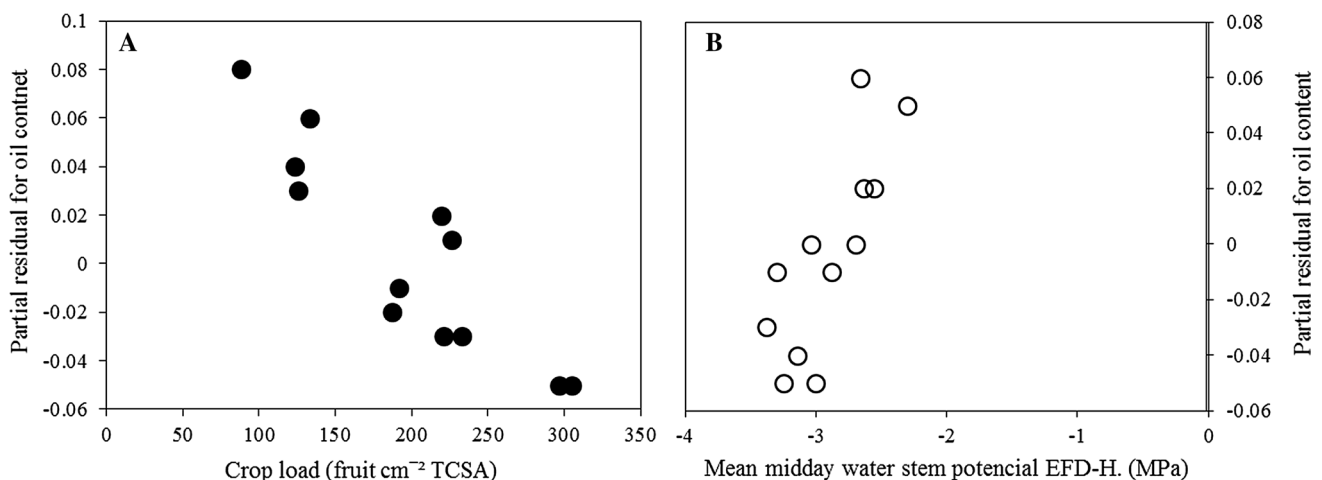 A
Partial residual for oil contnet
0.1
0.08
0.06
0.04
0.02
0
-0.02
-0.04
-0.06
0 50 100 150 200 250 300 350
Crop load (fruit cm⁻² TCSA)
B
-4 -3 -2 -1 0
Mean midday water stem potencial EFD-H. (MPa)
0.08
0.06
0.04
0.02
0
-0.02
-0.04
-0.06
Partial residual for oil content